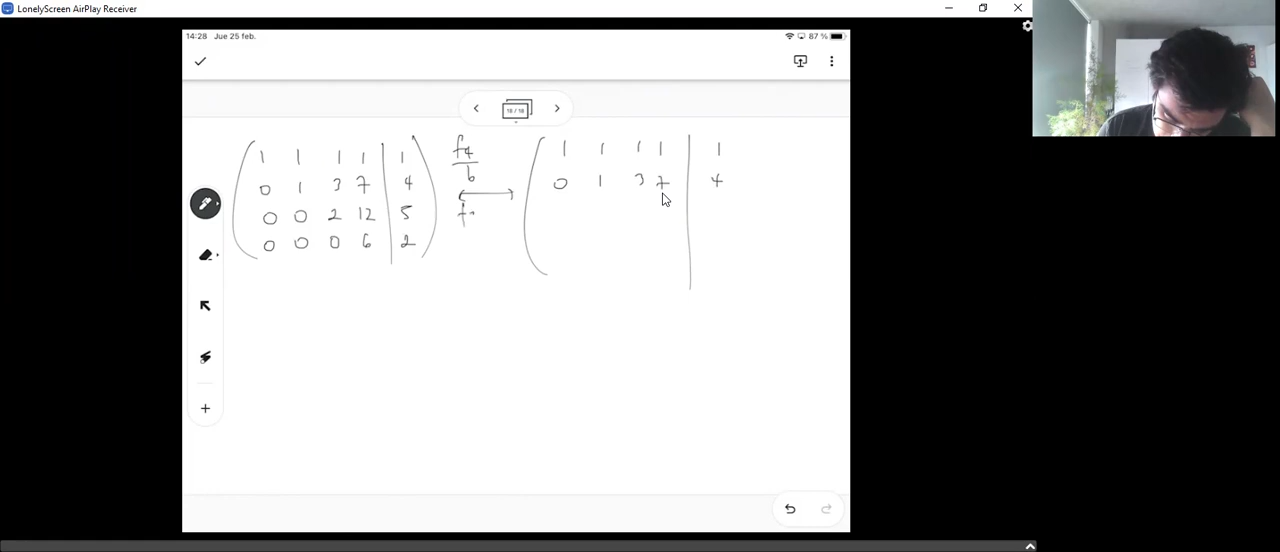 LonelyScreen AirPlay Receiver
14:28 Jue 25 feb.
87 %
18 / 18
1 1 1 1 | 1
0 1 3 7 | 4
0 0 2 12 | 5
0 0 0 6 | 2
f4
6
1 1 1 1 | 1
0 1 3 7 | 4